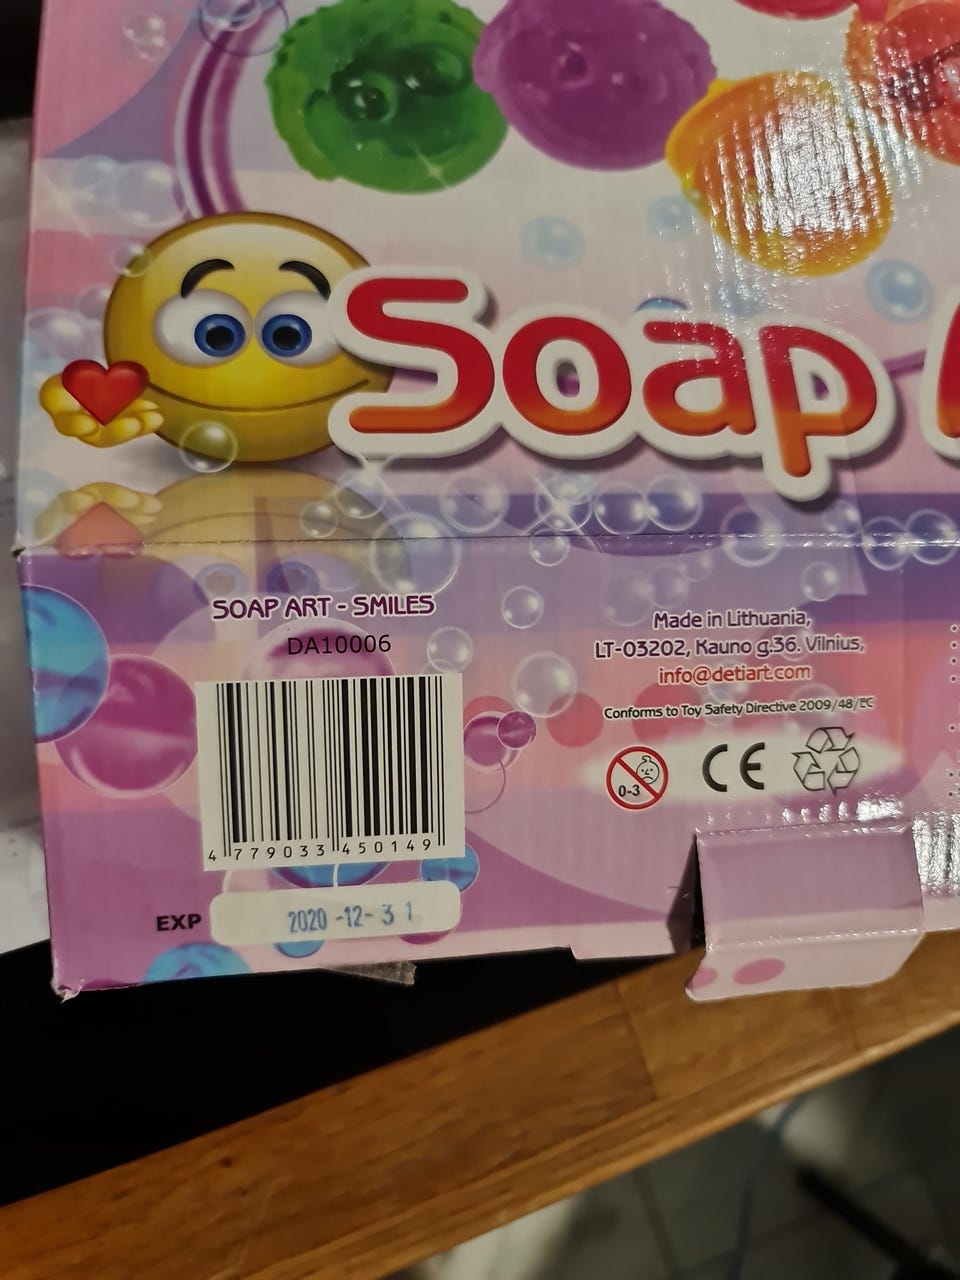 Soap
SOAP ART - SMILES
DA10006
4 779033 450149
EXP 2020 -12- 31
Made in Lithuania,
LT-03202, Kauno g.36. Vilnius,
info@detiart.com
Conforms to Toy Safety Directive 2009/48/EC
0-3
CE